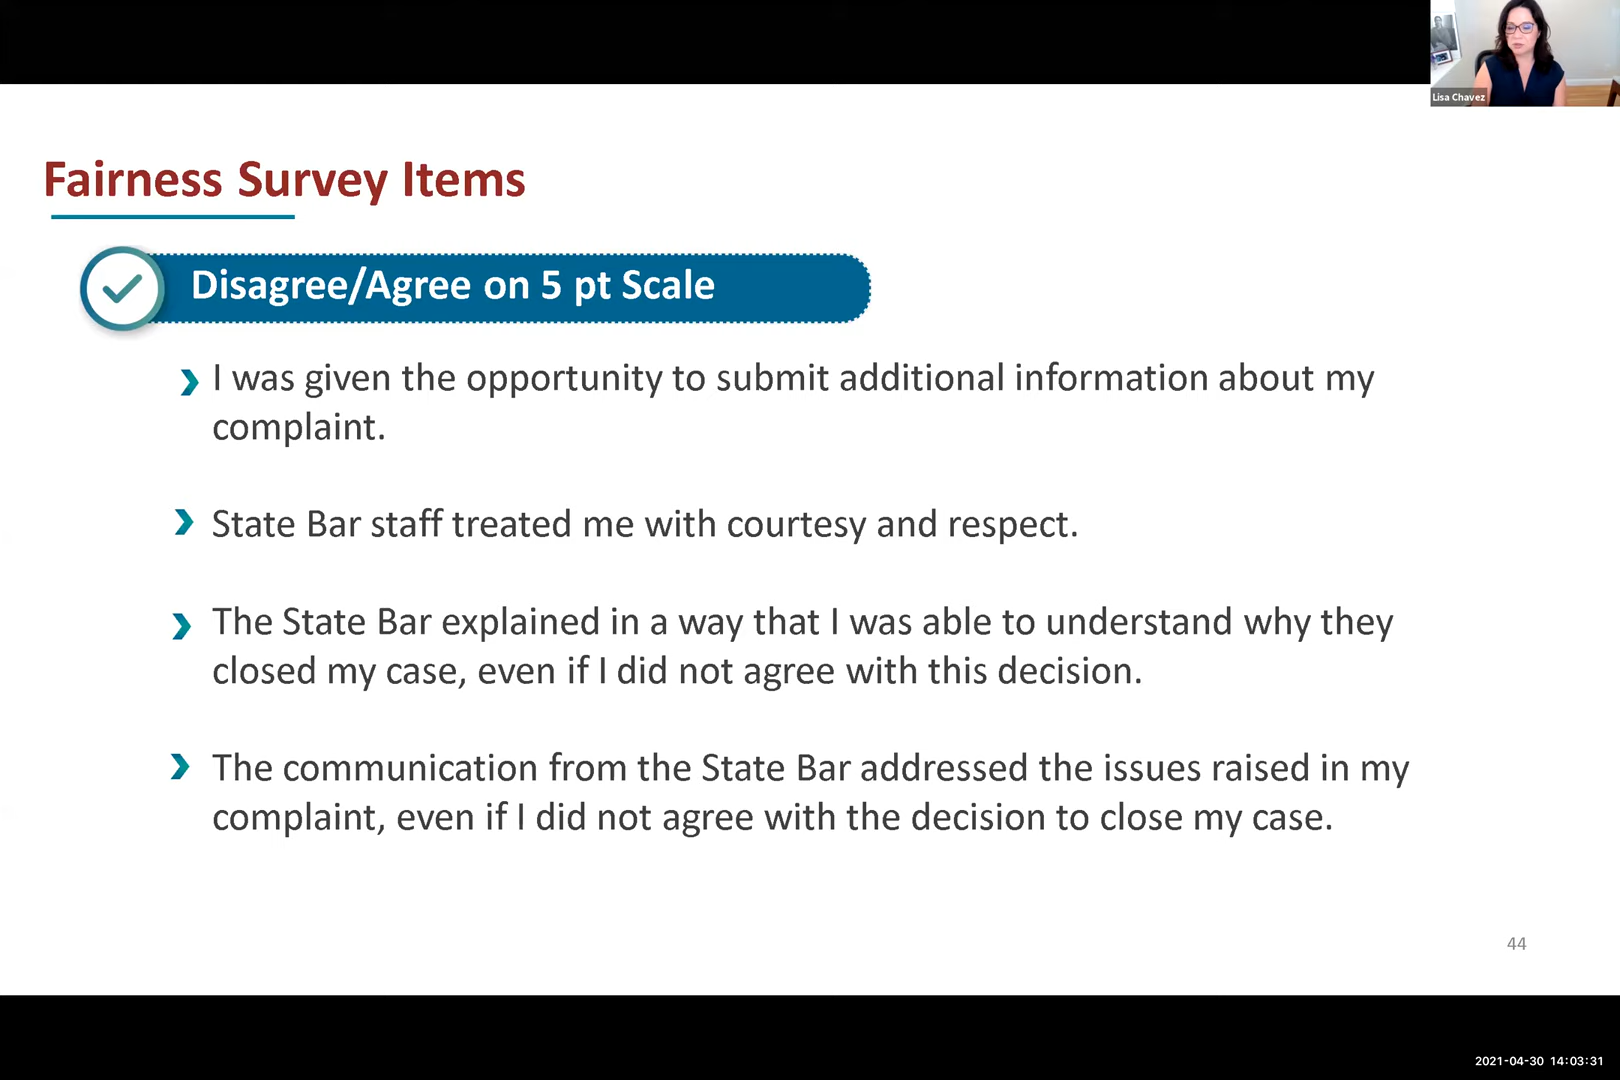 Lisa Chavez
Fairness Survey Items
Disagree/Agree on 5 pt Scale
I was given the opportunity to submit additional information about my
complaint.
State Bar staff treated me with courtesy and respect.
The State Bar explained in a way that I was able to understand why they
closed my case, even if I did not agree with this decision.
The communication from the State Bar addressed the issues raised in my
complaint, even if I did not agree with the decision to close my case.
44
2021-04-30 14:03:31